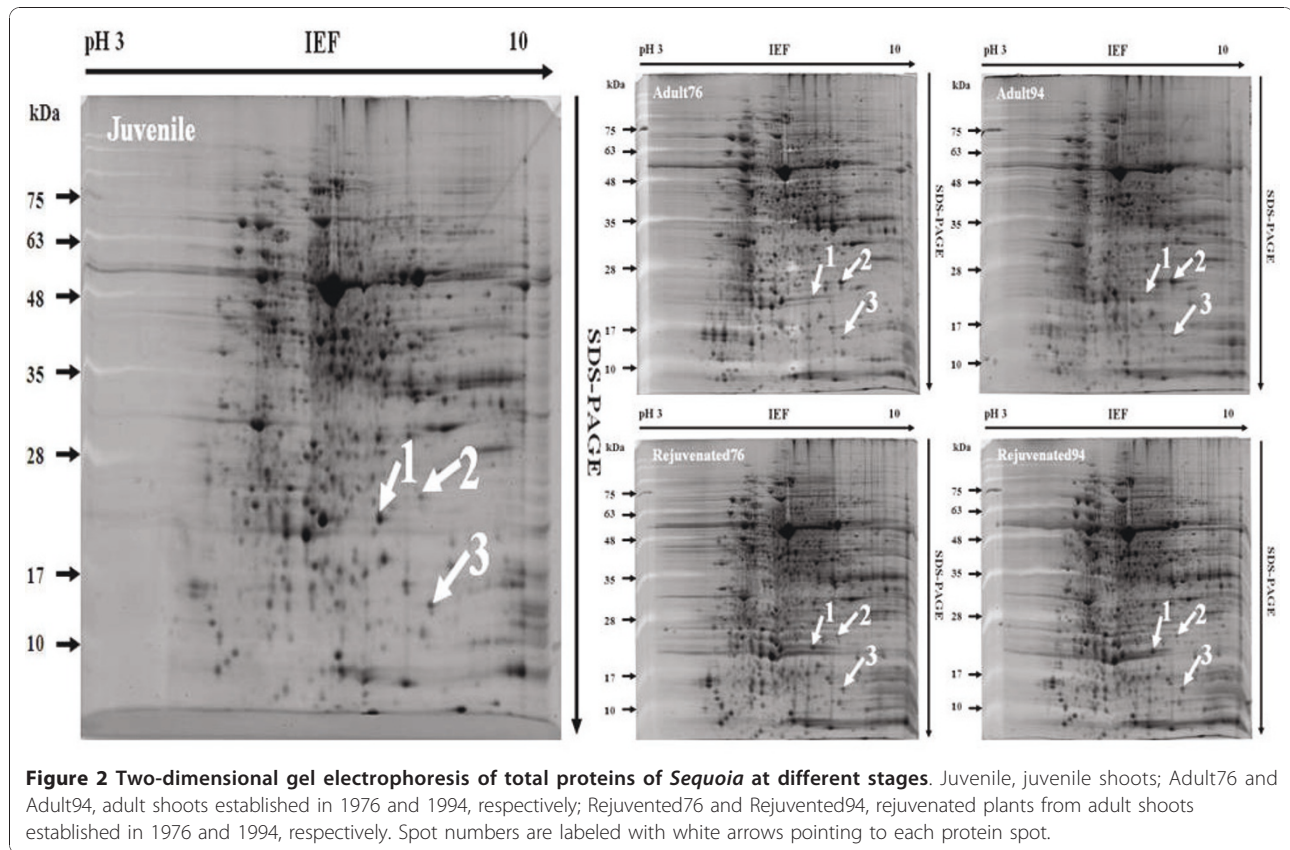 pH 3 IEF 10
kDa
Juvenile
75
63
48
35
28
17
10
1
2
3
SDS-PAGE
pH 3 IEF 10
kDa
Adult76
75
63
48
35
28
17
10
1
2
3
SDS-PAGE
pH 3 IEF 10
kDa
Adult94
75
63
48
35
28
17
10
1
2
3
SDS-PAGE
pH 3 IEF 10
kDa
Rejuvenated76
75
63
48
35
28
17
10
1
2
3
SDS-PAGE
pH 3 IEF 10
kDa
Rejuvenated94
75
63
48
35
28
17
10
1
2
3
SDS-PAGE
Figure 2 Two-dimensional gel electrophoresis of total proteins of Sequoia at different stages. Juvenile, juvenile shoots; Adult76 and
Adult94, adult shoots established in 1976 and 1994, respectively; Rejuvented76 and Rejuvented94, rejuvenated plants from adult shoots
established in 1976 and 1994, respectively. Spot numbers are labeled with white arrows pointing to each protein spot.